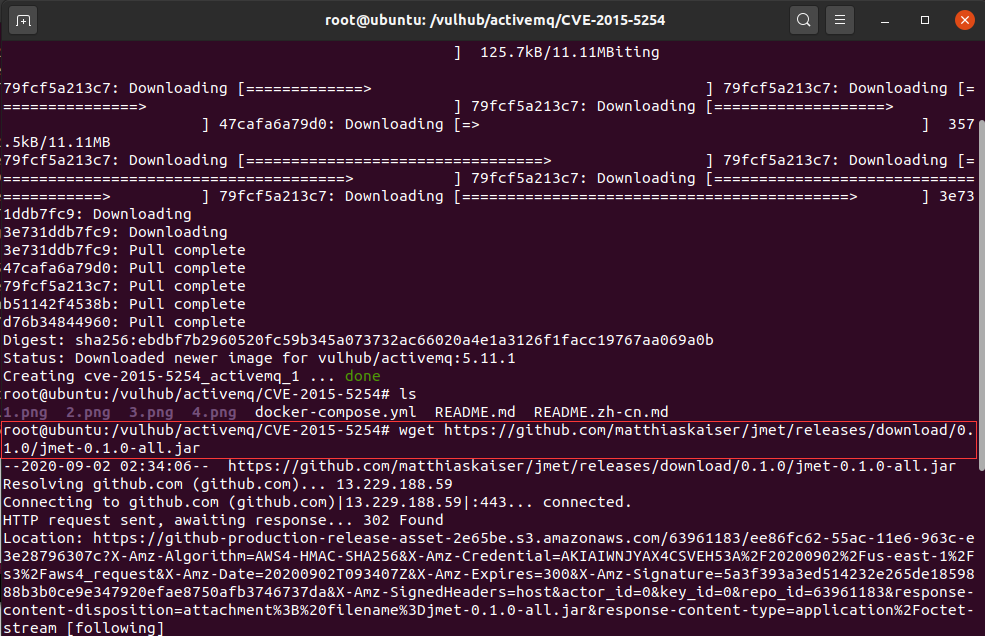 root@ubuntu: /vulhub/activemq/CVE-2015-5254
] 125.7kB/11.11MBiting
79fcf5a213c7: Downloading [=============> ] 79fcf5a213c7: Downloading [=
===============> ] 79fcf5a213c7: Downloading [===================>
] 47cafa6a79d0: Downloading [=> ] 357
.5kB/11.11MB
79fcf5a213c7: Downloading [=================================> ] 79fcf5a213c7: Downloading [=
======================================> ] 79fcf5a213c7: Downloading [=============================
============> ] 79fcf5a213c7: Downloading [===========================================> ] 3e73
1ddb7fc9: Downloading
3e731ddb7fc9: Downloading
3e731ddb7fc9: Pull complete
47cafa6a79d0: Pull complete
79fcf5a213c7: Pull complete
b51142f4538b: Pull complete
d76b34844960: Pull complete
Digest: sha256:ebdbf7b2960520fc59b345a073732ac66020a4e1a3126f1facc19767aa069a0b
Status: Downloaded newer image for vulhub/activemq:5.11.1
Creating cve-2015-5254_activemq_1 ... done
root@ubuntu:/vulhub/activemq/CVE-2015-5254# ls
1.png 2.png 3.png 4.png docker-compose.yml README.md README.zh-cn.md
root@ubuntu:/vulhub/activemq/CVE-2015-5254# wget https://github.com/matthiaskaiser/jmet/releases/download/0.
1.0/jmet-0.1.0-all.jar
--2020-09-02 02:34:06-- https://github.com/matthiaskaiser/jmet/releases/download/0.1.0/jmet-0.1.0-all.jar
Resolving github.com (github.com)... 13.229.188.59
Connecting to github.com (github.com)|13.229.188.59|:443... connected.
HTTP request sent, awaiting response... 302 Found
Location: https://github-production-release-asset-2e65be.s3.amazonaws.com/63961183/ee86fc62-55ac-11e6-963c-e
3e28796307c?X-Amz-Algorithm=AWS4-HMAC-SHA256&X-Amz-Credential=AKIAIWNJYAX4CSVEH53A%2F20200902%2Fus-east-1%2F
s3%2Faws4_request&X-Amz-Date=20200902T093407Z&X-Amz-Expires=300&X-Amz-Signature=5a3f393a3ed514232e265de18598
88b3b0ce9e347920efae8750afb3746737da&X-Amz-SignedHeaders=host&actor_id=0&key_id=0&repo_id=63961183&response-
content-disposition=attachment%3B%20filename%3Djmet-0.1.0-all.jar&response-content-type=application%2Foctet-
stream [following]